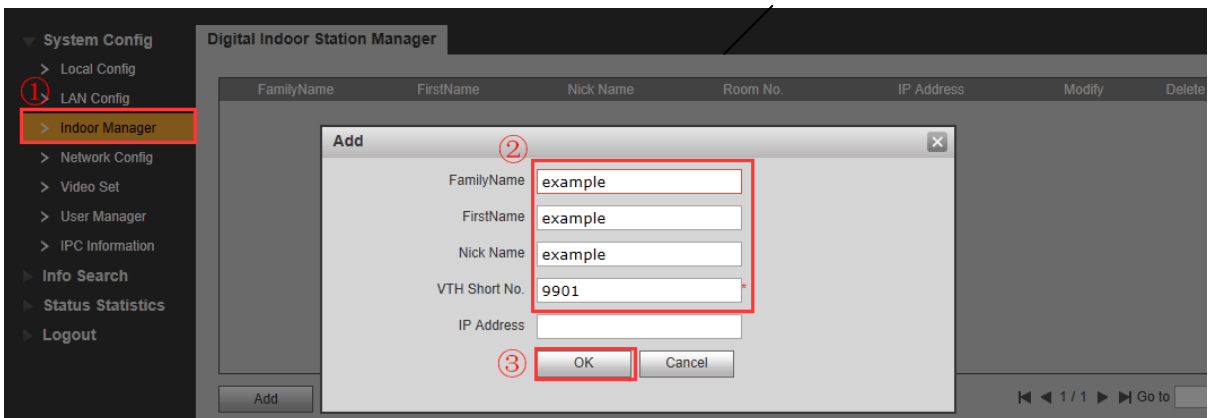 System Config
Digital Indoor Station Manager
> Local Config
①
> LAN Config
FamilyName FirstName Nick Name Room No. IP Address Modify Delete
> Indoor Manager
> Network Config
> Video Set
> User Manager
> IPC Information
Info Search
Status Statistics
Logout
Add
②
FamilyName example
FirstName example
Nick Name example
VTH Short No. 9901 *
IP Address
③ OK Cancel
Add
1 / 1 Go to